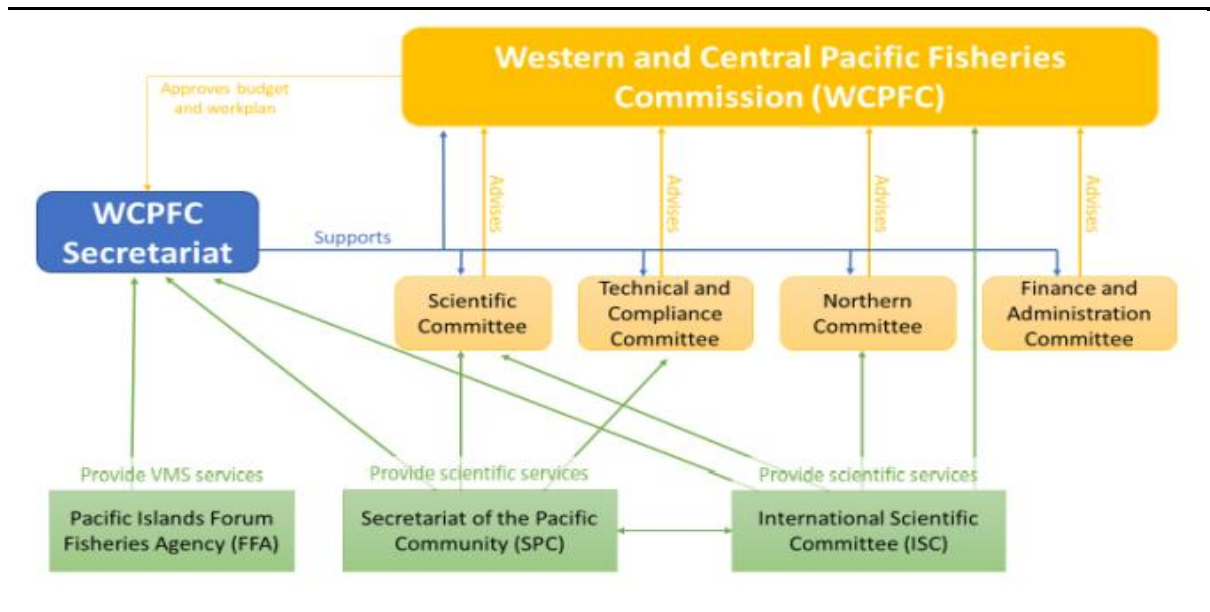 Western and Central Pacific Fisheries
Commission (WCPFC)
Approves budget
and workplan
WCPFC
Secretariat
Supports
Advises
Advises
Advises
Advises
Scientific
Committee
Technical and
Compliance
Committee
Northern
Committee
Finance and
Administration
Committee
Provide VMS services
Provide scientific services
Provide scientific services
Pacific Islands Forum
Fisheries Agency (FFA)
Secretariat of the Pacific
Community (SPC)
International Scientific
Committee (ISC)